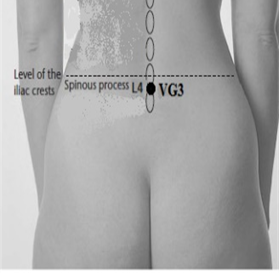 Level of the
iliac crests
Spinous process L4 VG3